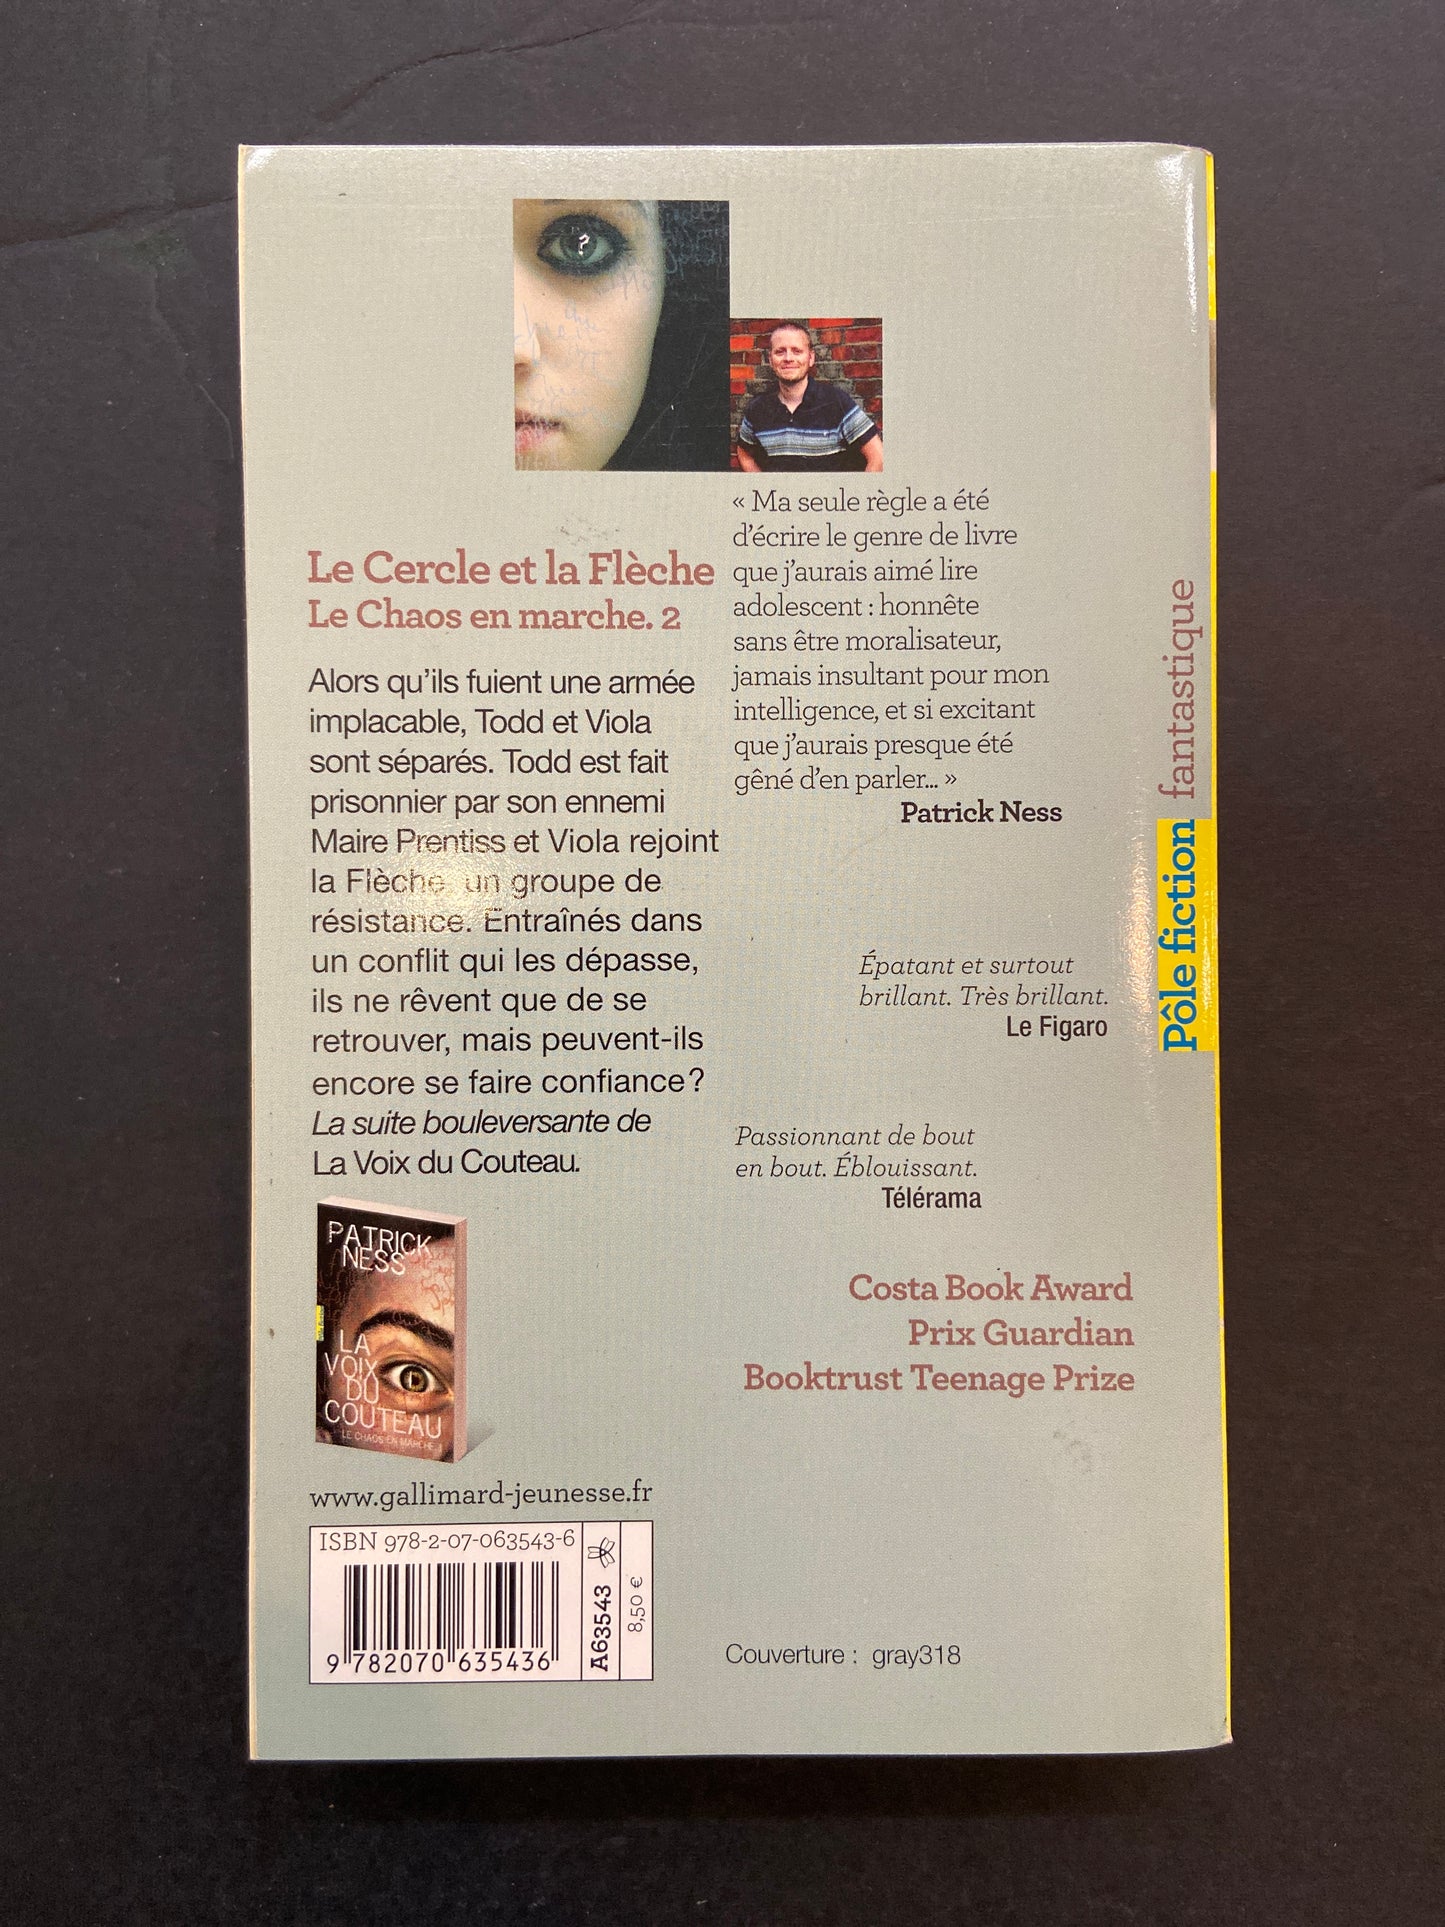 ?
Le Cercle et la Flèche
Le Chaos en marche. 2
Alors qu'ils fuient une armée
implacable, Todd et Viola
sont séparés. Todd est fait
prisonnier par son ennemi
Maire Prentiss et Viola rejoint
la Flèche, un groupe de
résistance. Entraînés dans
un conflit qui les dépasse,
ils ne rêvent que de se
retrouver, mais peuvent-ils
encore se faire confiance ?
La suite bouleversante de
La Voix du Couteau.
« Ma seule règle a été
d'écrire le genre de livre
que j'aurais aimé lire
adolescent : honnête
sans être moralisateur,
jamais insultant pour mon
intelligence, et si excitant
que j'aurais presque été
gêné d'en parler... »
Patrick Ness
Épatant et surtout
brillant. Très brillant.
Le Figaro
Passionnant de bout
en bout. Éblouissant.
Télérama
Costa Book Award
Prix Guardian
Booktrust Teenage Prize
Pôle fiction fantastique
PATRICK
NESS
LA
VOIX
DU
COUTEAU
LE CHAOS EN MARCHE.
www.gallimard-jeunesse.fr
ISBN 978-2-07-063543-6
9 782070 635436
A63543
8,50 €
Couverture : gray318